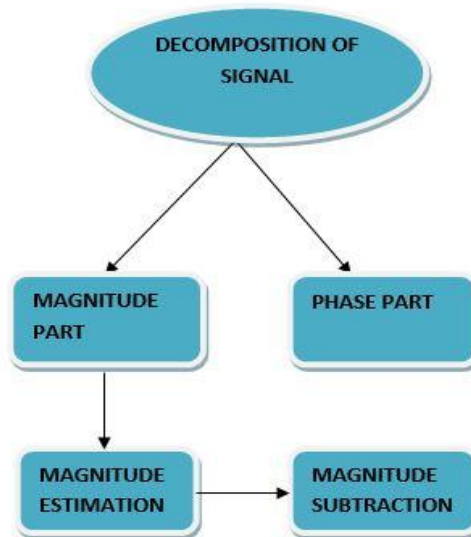 DECOMPOSITION OF
SIGNAL
MAGNITUDE
PART
PHASE PART
MAGNITUDE
ESTIMATION
MAGNITUDE
SUBTRACTION